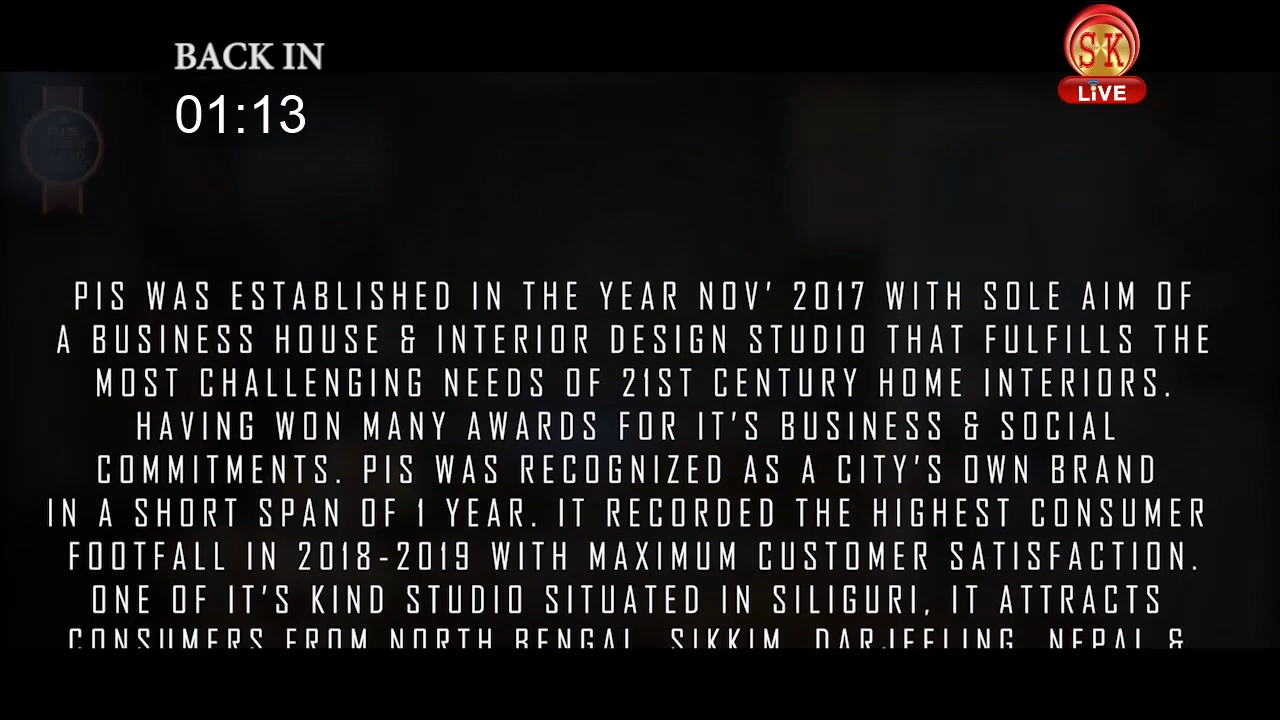 BACK IN
01:13
SK
LiVE
PIS
PIS WAS ESTABLISHED IN THE YEAR NOV' 2017 WITH SOLE AIM OF
A BUSINESS HOUSE & INTERIOR DESIGN STUDIO THAT FULFILLS THE
MOST CHALLENGING NEEDS OF 21ST CENTURY HOME INTERIORS.
HAVING WON MANY AWARDS FOR IT'S BUSINESS & SOCIAL
COMMITMENTS. PIS WAS RECOGNIZED AS A CITY'S OWN BRAND
IN A SHORT SPAN OF 1 YEAR. IT RECORDED THE HIGHEST CONSUMER
FOOTFALL IN 2018-2019 WITH MAXIMUM CUSTOMER SATISFACTION.
ONE OF IT'S KIND STUDIO SITUATED IN SILIGURI, IT ATTRACTS
CONSUMERS FROM NORTH BENGAL, SIKKIM, DARJEELING, NEPAL &